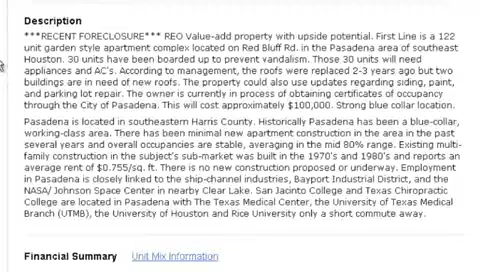 Description
***RECENT FORECLOSURE*** REO Value-add property with upside potential. First Line is a 122
unit garden style apartment complex located on Red Bluff Rd. in the Pasadena area of southeast
Houston. 30 units have been boarded up to prevent vandalism. Those 30 units will need
appliances and AC's. According to management, the roofs were replaced 2-3 years ago but two
buildings are in need of new roofs. The property could also use updates regarding siding, paint,
and parking lot repair. The owner is currently in process of obtaining certificates of occupancy
through the City of Pasadena. This will cost approximately $100,000. Strong blue collar location.
Pasadena is located in southeastern Harris County. Historically Pasadena has been a blue-collar,
working-class area. There has been minimal new apartment construction in the area in the past
several years and overall occupancies are stable, averaging in the mid 80% range. Existing multi-
family construction in the subject's sub-market was built in the 1970's and 1980's and reports an
average rent of $0.755/sq. ft. There is no new construction proposed or underway. Employment
in Pasadena is closely linked to the ship-channel industries, Bayport Industrial District, and the
NASA/ Johnson Space Center in nearby Clear Lake. San Jacinto College and Texas Chiropractic
College are located in Pasadena with The Texas Medical Center, the University of Texas Medical
Branch (UTMB), the University of Houston and Rice University only a short commute away.
Financial Summary Unit Mix Information